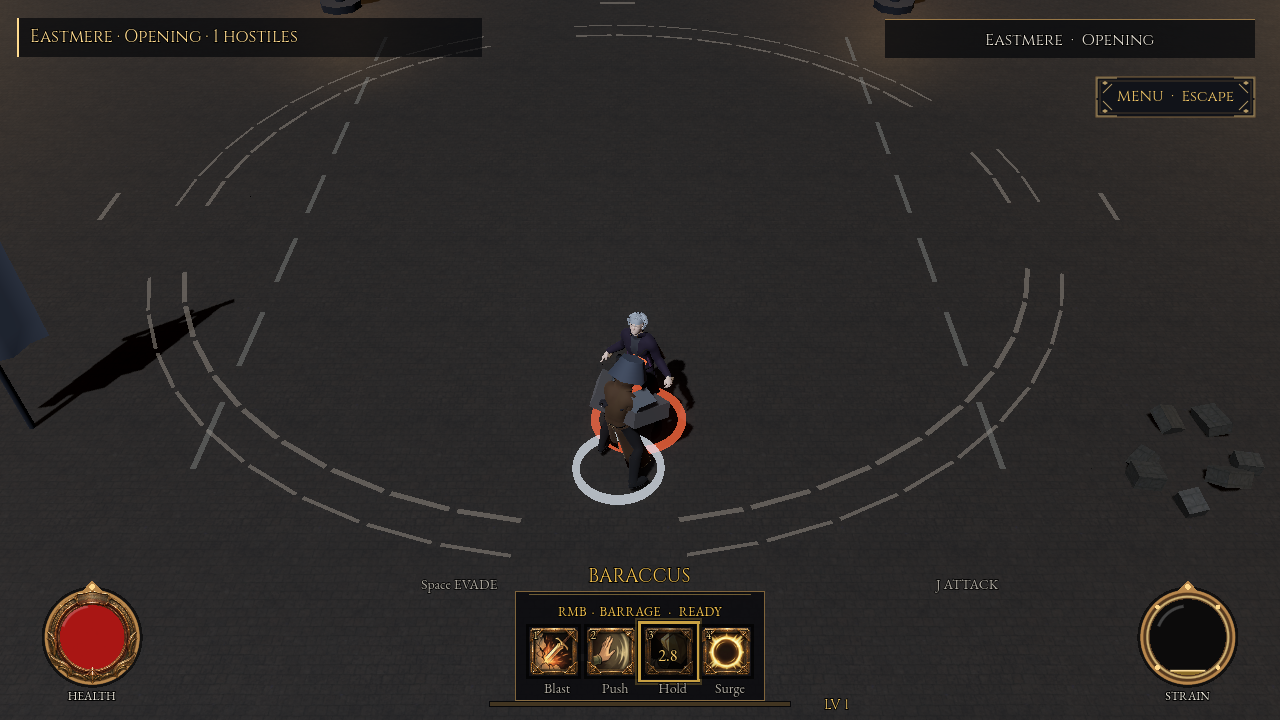 Eastmere · Opening · 1 hostiles
Eastmere · Opening
MENU · Escape
Space EVADE
BARACCUS
J ATTACK
RMB · BARRAGE · READY
1 2 3 4
2.8
Blast Push Hold Surge
HEALTH
STRAIN
LV 1